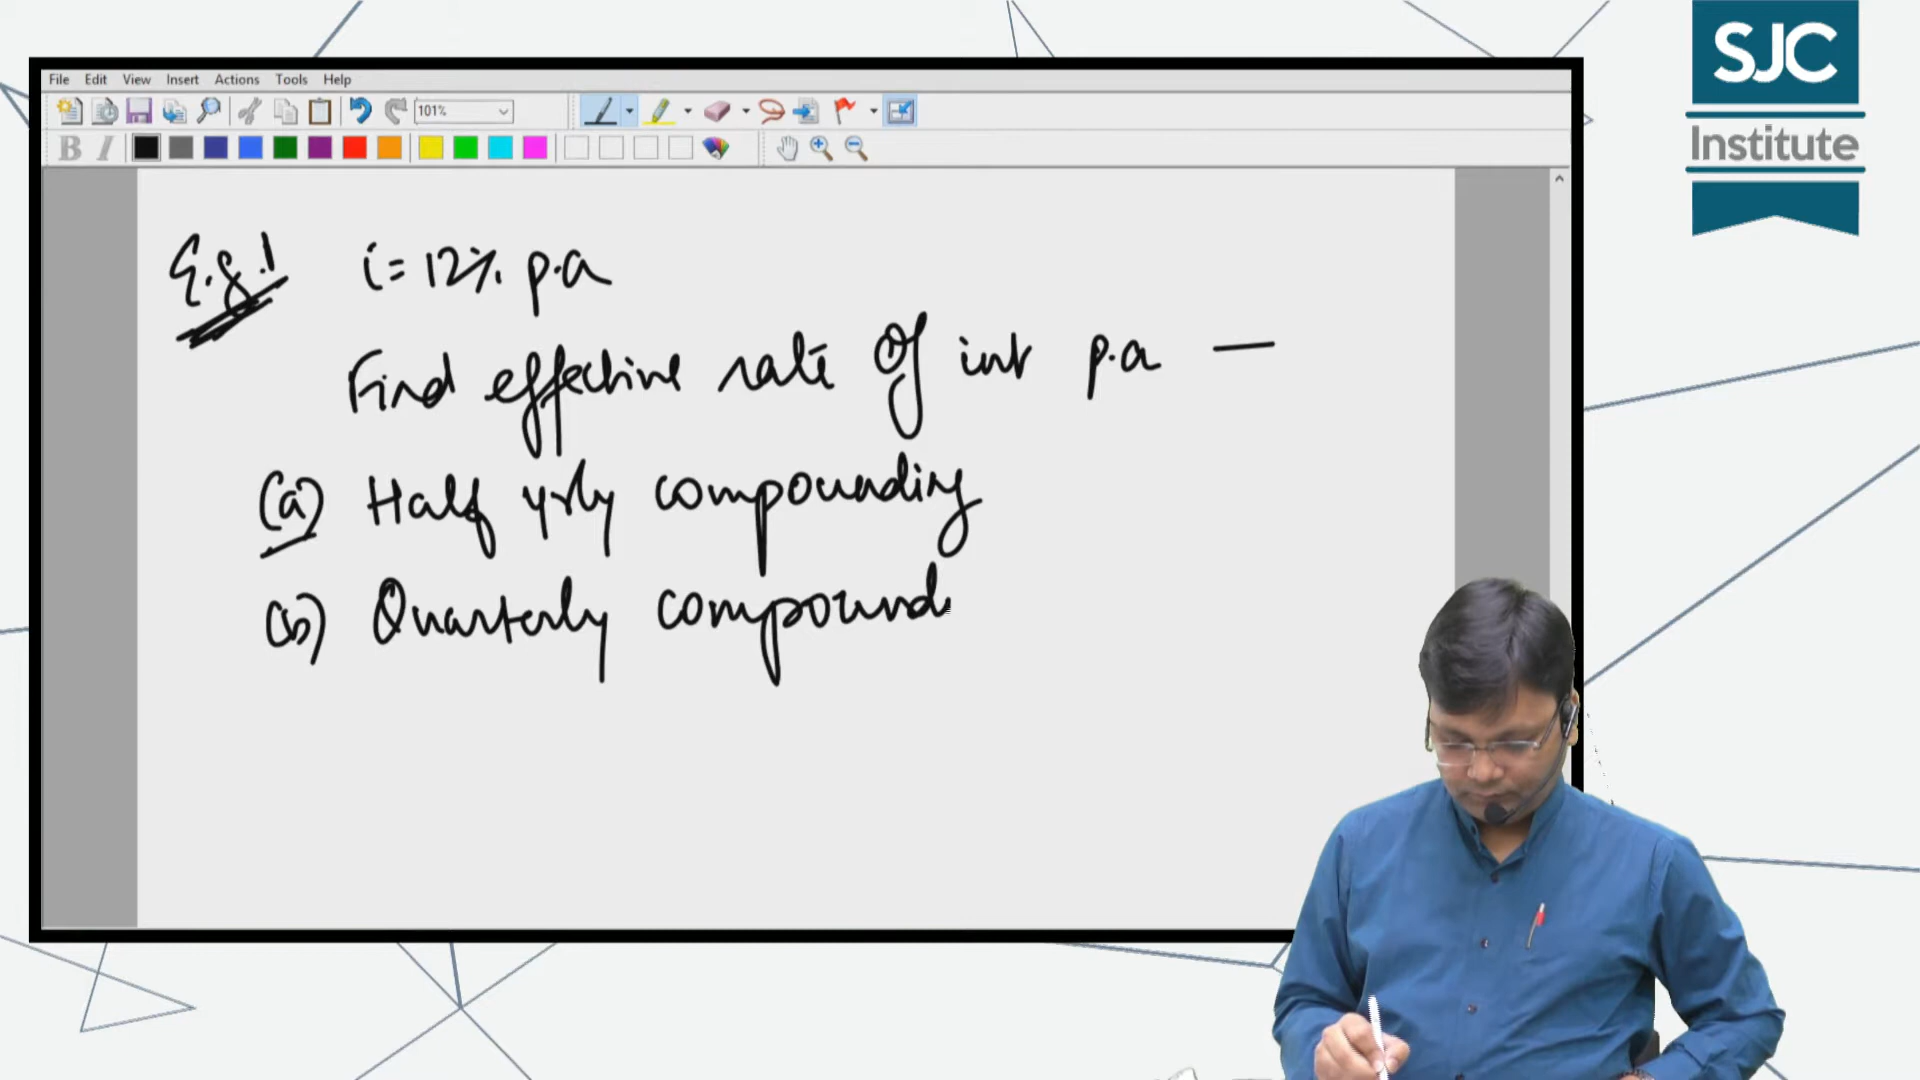 SJC
Institute
File Edit View Insert Actions Tools Help
101%
B I
E.g.1 i = 12% p.a
Find effective rate of int p.a —
(a) Half yrly compounding
(b) Quarterly compound